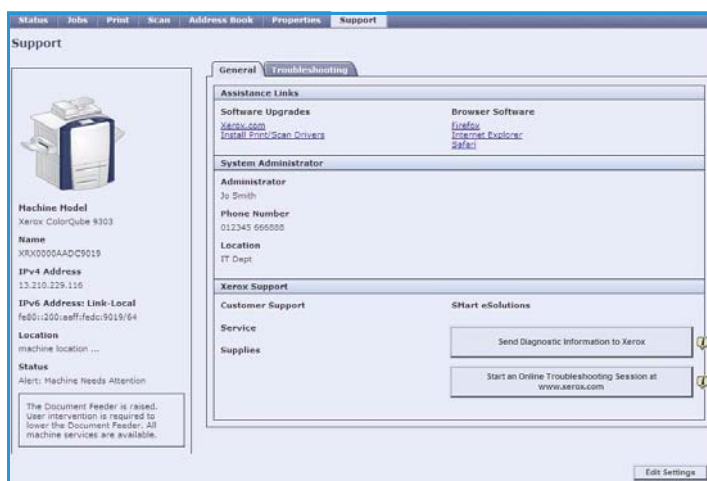 Status Jobs Print Scan Address Book Properties Support
Support
Machine Model
Xerox ColorQube 9303
Name
XRX0000AADC9019
IPv4 Address
13.210.229.116
IPv6 Address: Link-Local
fe80::200:aaff:fedc:9019/64
Location
machine location ...
Status
Alert: Machine Needs Attention
The Document Feeder is raised.
User intervention is required to
lower the Document Feeder. All
machine services are available.
General Troubleshooting
Assistance Links
Software Upgrades Browser Software
Xerox.com Firefox
Install Print/Scan Drivers Internet Explorer
Safari
System Administrator
Administrator
Jo Smith
Phone Number
012345 666888
Location
IT Dept
Xerox Support
Customer Support SMart eSolutions
Service
Supplies
Send Diagnostic Information to Xerox
Start an Online Troubleshooting Session at
www.xerox.com
Edit Settings